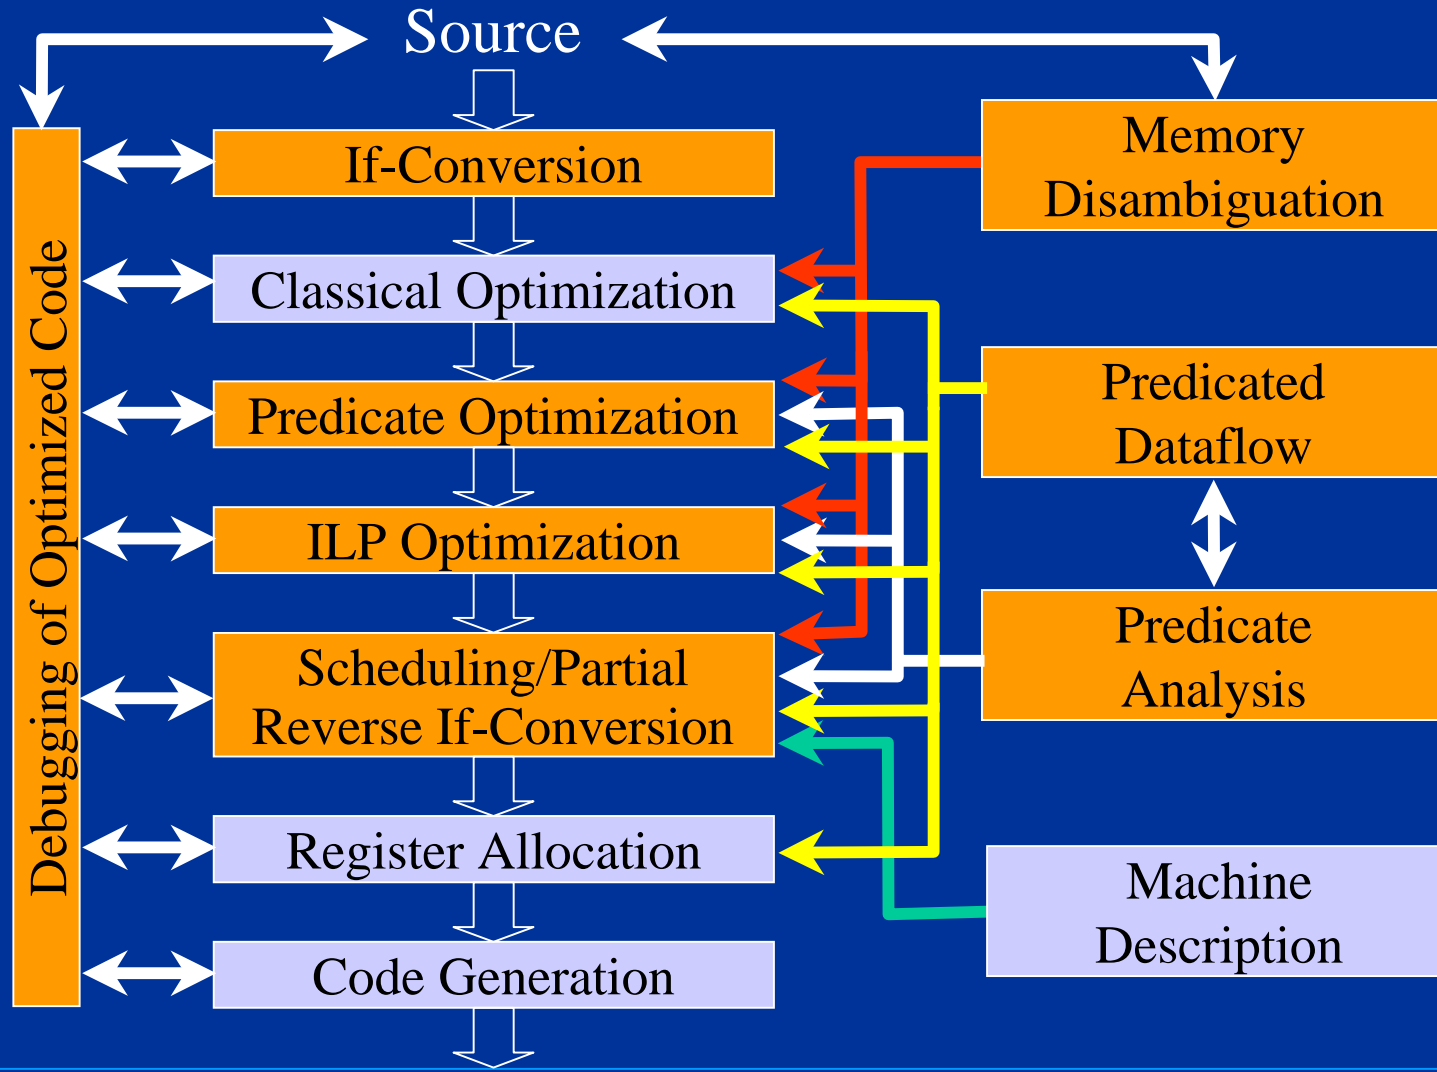 Source
If-Conversion
Classical Optimization
Predicate Optimization
ILP Optimization
Scheduling/Partial
Reverse If-Conversion
Register Allocation
Code Generation
Debugging of Optimized Code
Memory
Disambiguation
Predicated
Dataflow
Predicate
Analysis
Machine
Description